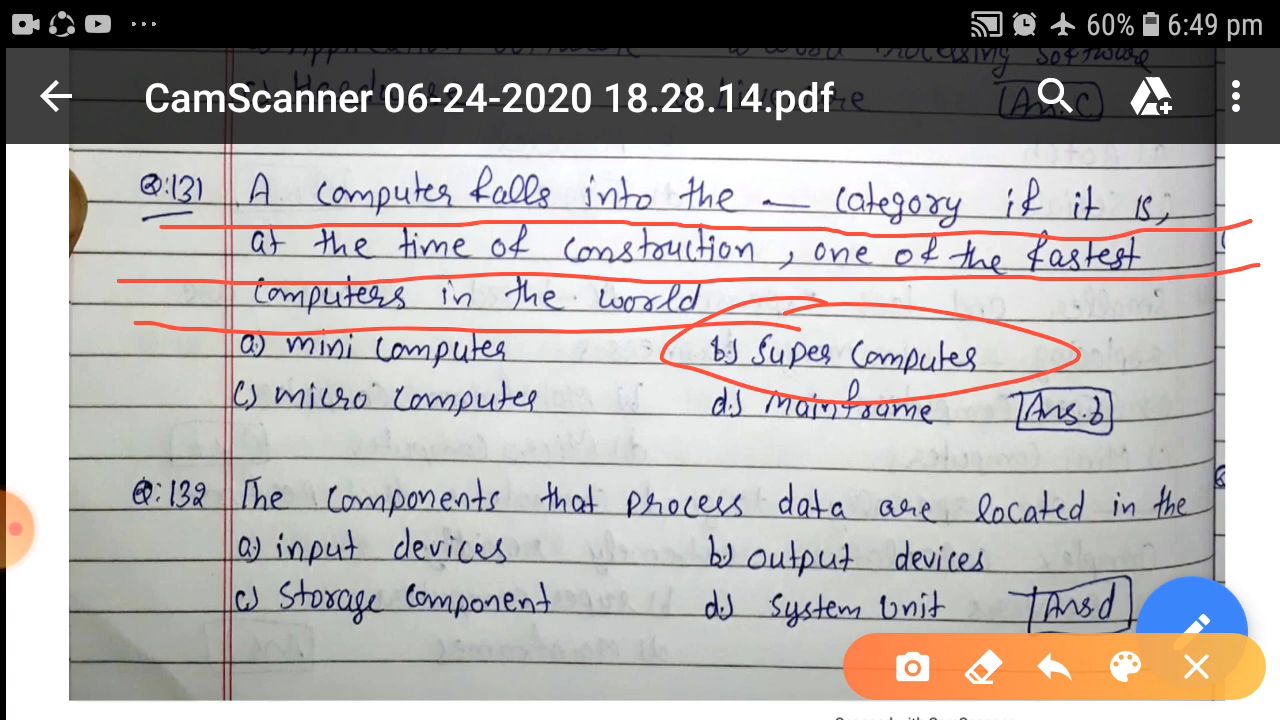 60% 6:49 pm
CamScanner 06-24-2020 18.28.14.pdf
Ans.C
Q:131 A computer falls into the — category if it is,
at the time of construction, one of the fastest
computers in the world
a) mini computer b.) Super computer
c) micro computer d.) mainframe Ans.b
Q:132 The components that process data are located in the
a) input devices b) output devices
c) Storage component d.) System Unit Ans d